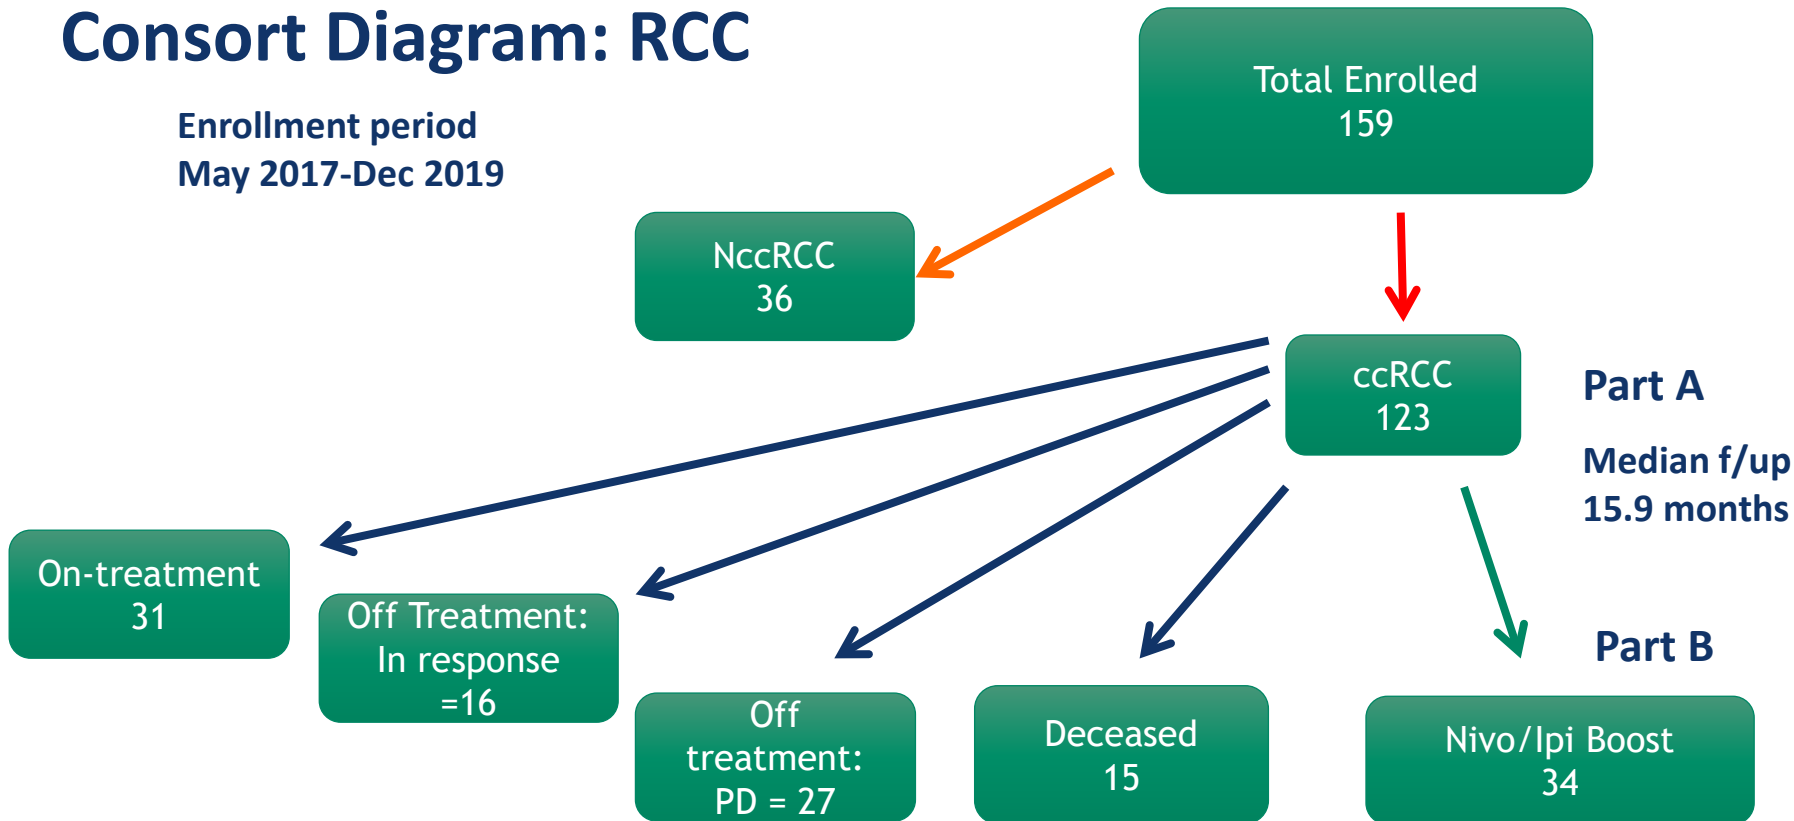 Consort Diagram: RCC
Enrollment period
May 2017-Dec 2019
Total Enrolled
159
NccRCC
36
ccRCC
123
Part A
Median f/up
15.9 months
On-treatment
31
Off Treatment:
In response
=16
Off
treatment:
PD = 27
Deceased
15
Part B
Nivo/Ipi Boost
34